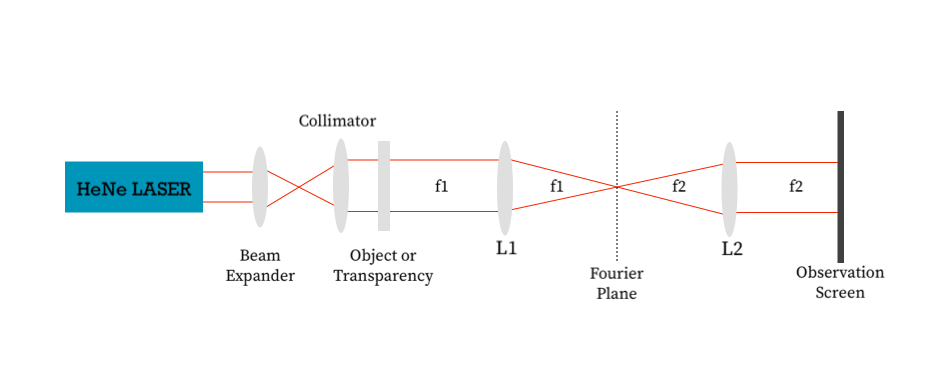 Collimator
HeNe LASER
f1
f1
f2
f2
Beam
Expander
Object or
Transparency
L1
L2
Fourier
Plane
Observation
Screen